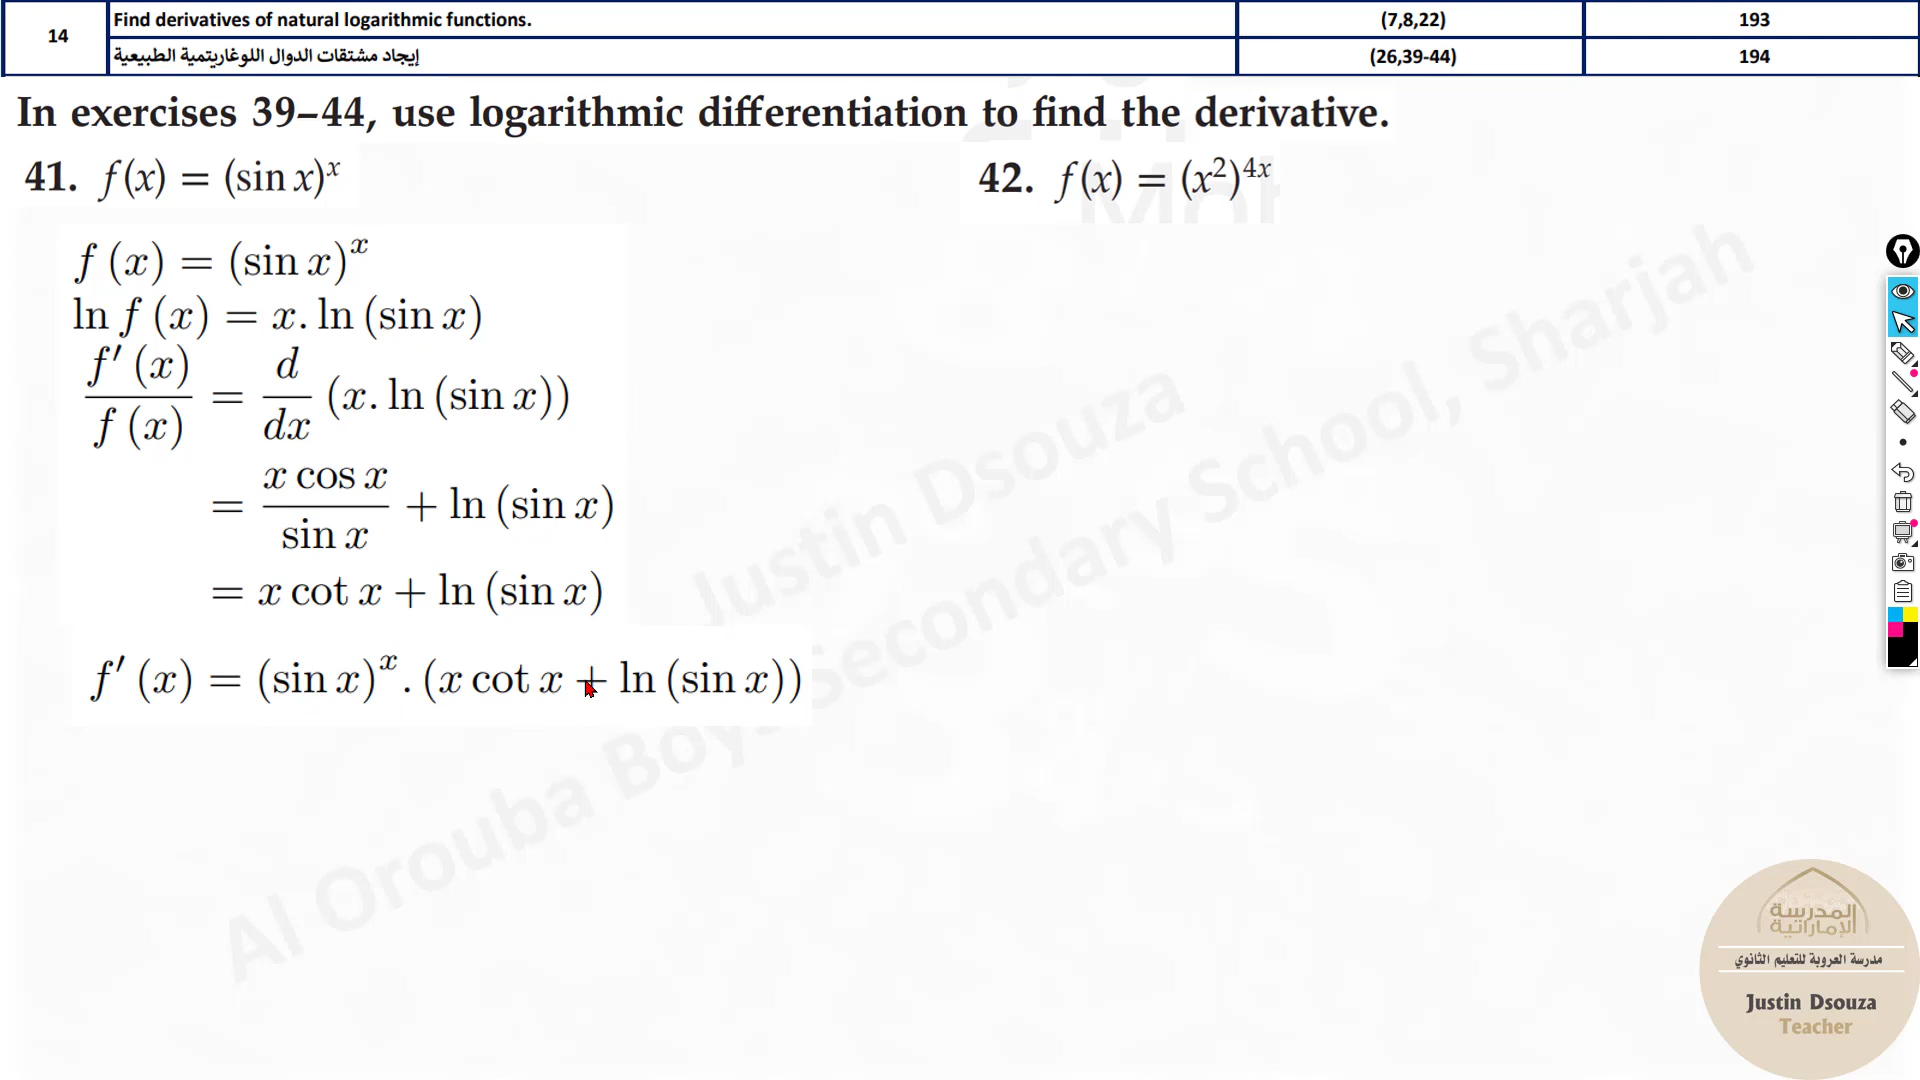 14
Find derivatives of natural logarithmic functions.
(7,8,22)
193
إيجاد مشتقات الدوال اللوغاريتمية الطبيعية
(26,39-44)
194
In exercises 39–44, use logarithmic differentiation to find the derivative.
41. f(x) = (sin x)^x
42. f(x) = (x^2)^{4x}
f (x) = (sin x)^x
ln f (x) = x. ln (sin x)
f′ (x) / f (x) = d/dx (x. ln (sin x))
= x cos x / sin x + ln (sin x)
= x cot x + ln (sin x)
f′ (x) = (sin x)^x . (x cot x + ln (sin x))
Justin Dsouza
Al Orouba Boys Secondary School, Sharjah
المدرسة
الإماراتية
مدرسة العروبة للتعليم الثانوي
Justin Dsouza
Teacher